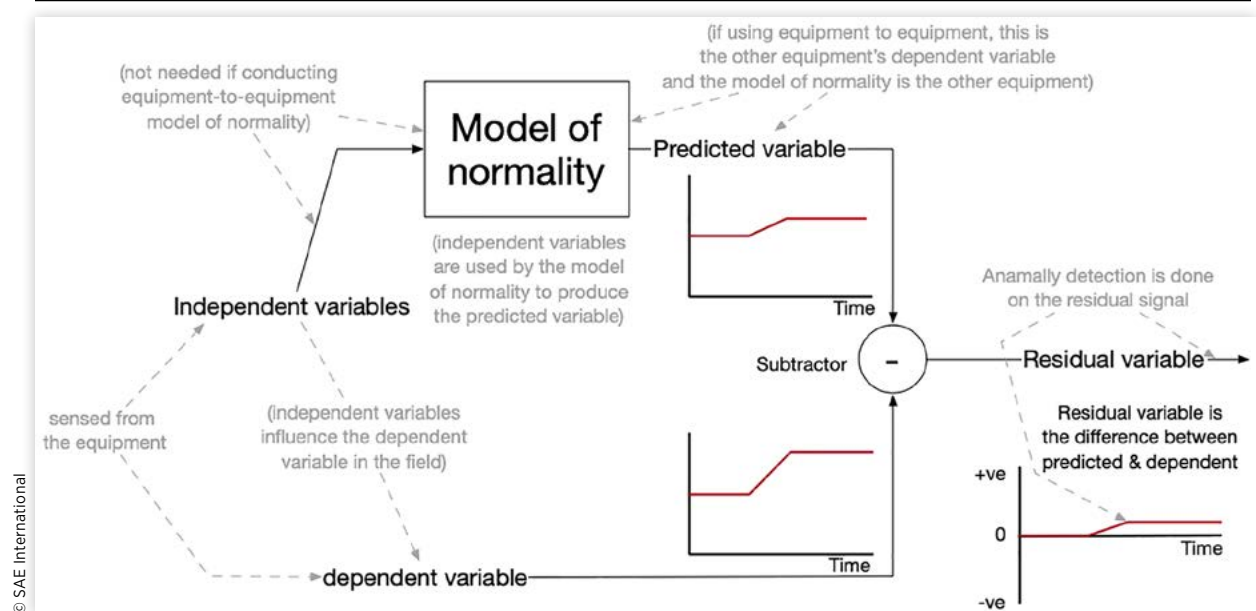 (not needed if conducting
equipment-to-equipment
model of normality)
(if using equipment to equipment, this is
the other equipment's dependent variable
and the model of normality is the other equipment)
Model of
normality
Predicted variable
(independent variables
are used by the model
of normality to produce
the predicted variable)
Time
Independent variables
Anamally detection is done
on the residual signal
Subtractor
-
Residual variable
sensed from
the equipment
(independent variables
influence the dependent
variable in the field)
Residual variable is
the difference between
predicted & dependent
+ve
0
Time
-ve
Time
dependent variable
© SAE International